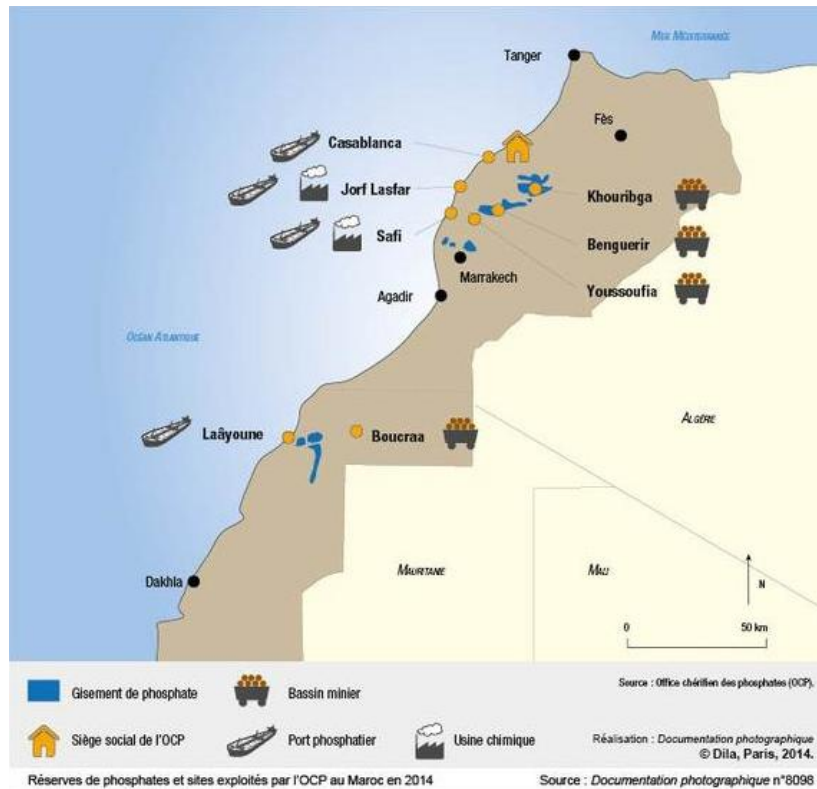 MER MÉDITERRANÉE
Tanger
Fès
Casablanca
Jorf Lasfar
Khouribga
Safi
Benguerir
Marrakech
Youssoufia
Agadir
OCÉAN ATLANTIQUE
ALGÉRIE
Laâyoune
Boucraa
MAURITANIE
MALI
Dakhla
N
0 50 km
Gisement de phosphate
Bassin minier
Source : Office chérifien des phosphates (OCP).
Siège social de l'OCP
Port phosphatier
Usine chimique
Réalisation : Documentation photographique
© Dila, Paris, 2014.
Réserves de phosphates et sites exploités par l'OCP au Maroc en 2014
Source : Documentation photographique n°8098